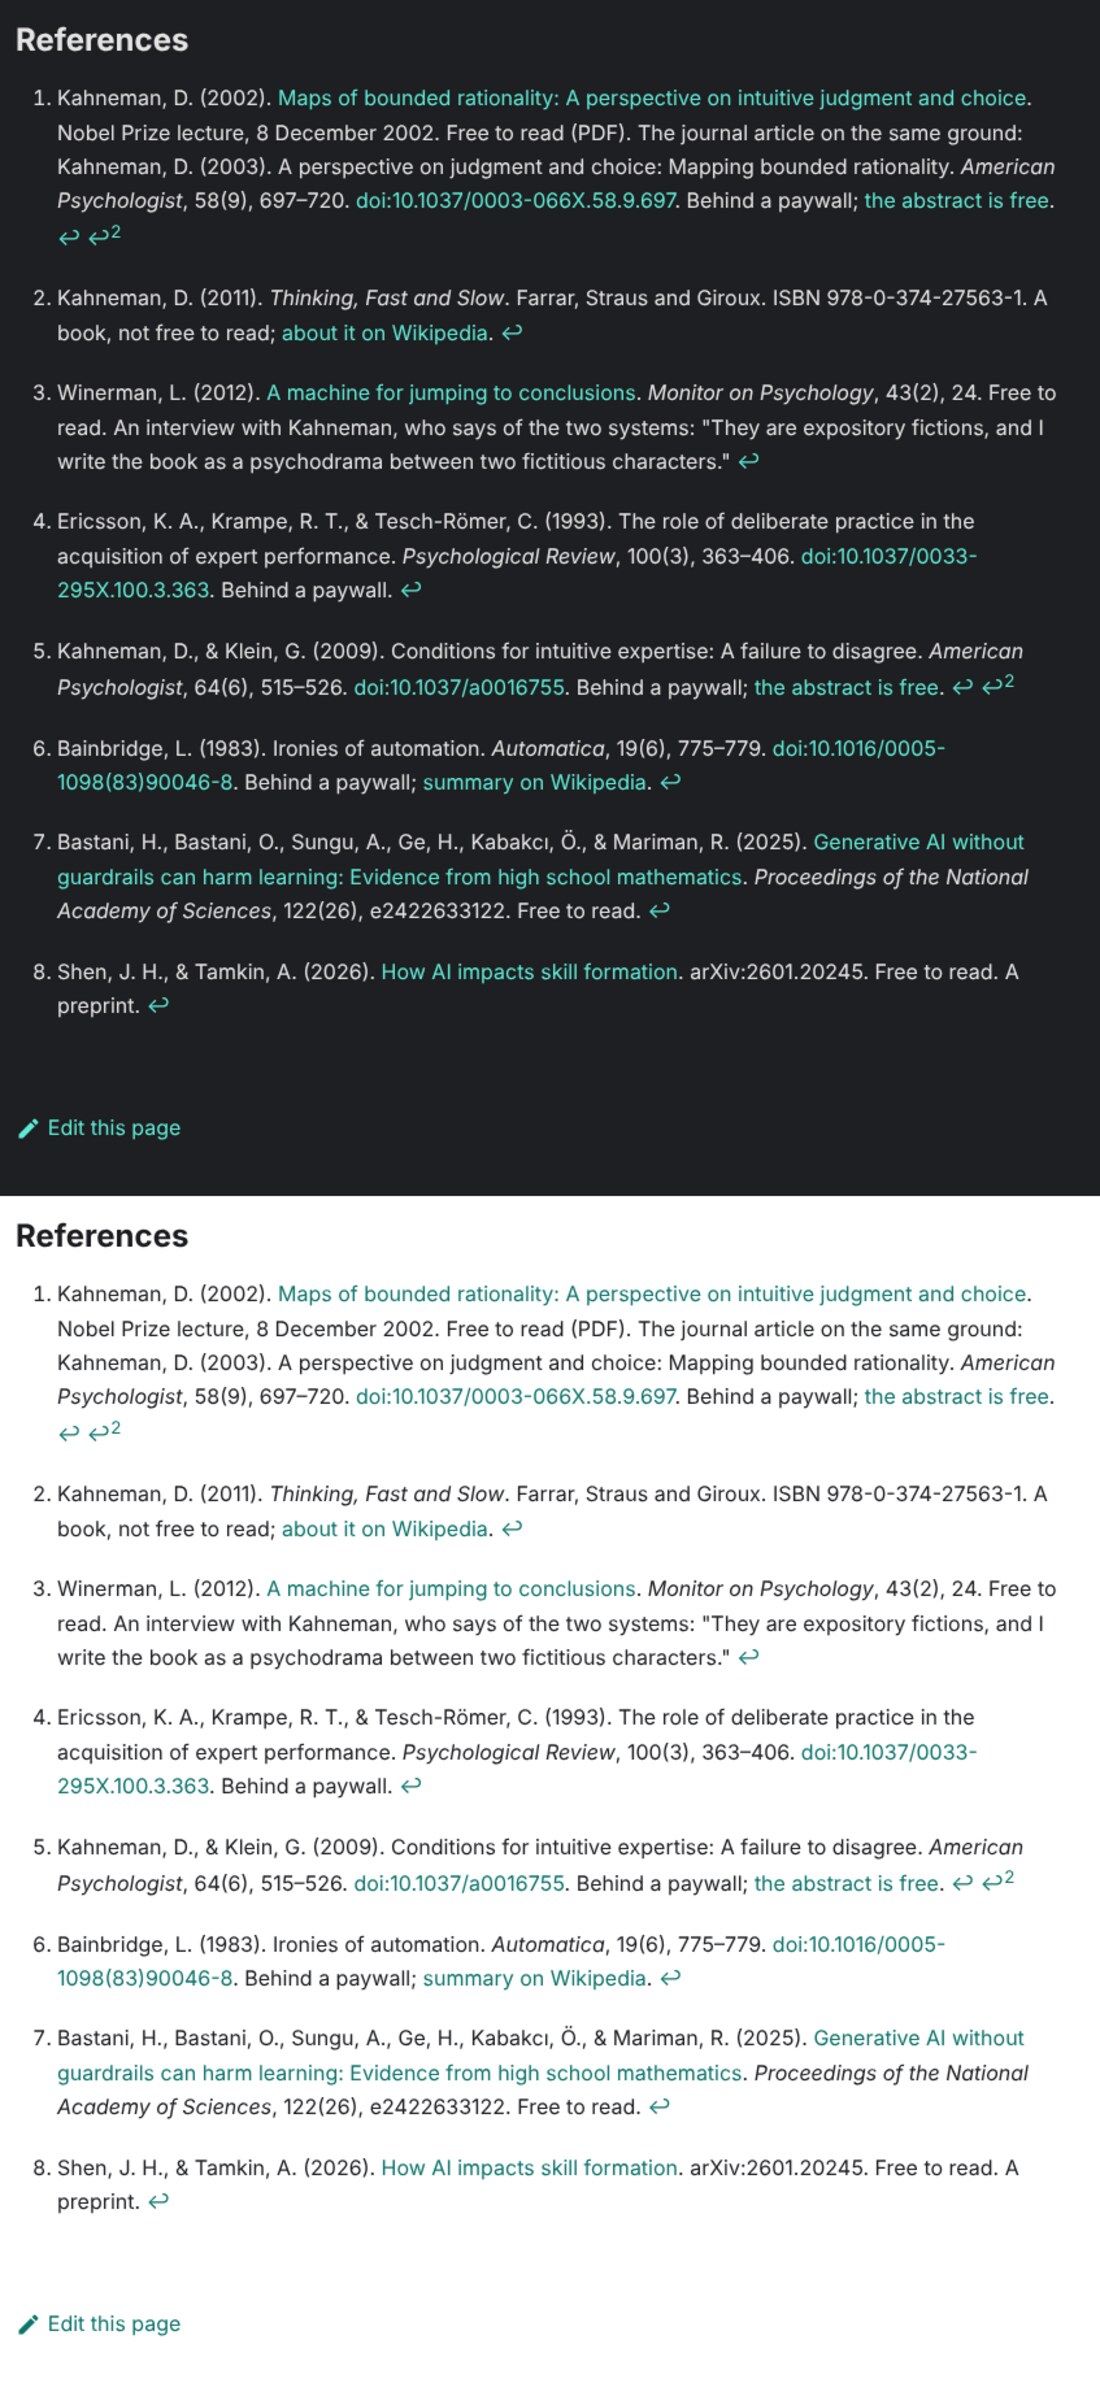 References
1. Kahneman, D. (2002). Maps of bounded rationality: A perspective on intuitive judgment and choice.
Nobel Prize lecture, 8 December 2002. Free to read (PDF). The journal article on the same ground:
Kahneman, D. (2003). A perspective on judgment and choice: Mapping bounded rationality. American
Psychologist, 58(9), 697–720. doi:10.1037/0003-066X.58.9.697. Behind a paywall; the abstract is free.
↩ ↩2
2. Kahneman, D. (2011). Thinking, Fast and Slow. Farrar, Straus and Giroux. ISBN 978-0-374-27563-1. A
book, not free to read; about it on Wikipedia. ↩
3. Winerman, L. (2012). A machine for jumping to conclusions. Monitor on Psychology, 43(2), 24. Free to
read. An interview with Kahneman, who says of the two systems: "They are expository fictions, and I
write the book as a psychodrama between two fictitious characters." ↩
4. Ericsson, K. A., Krampe, R. T., & Tesch-Römer, C. (1993). The role of deliberate practice in the
acquisition of expert performance. Psychological Review, 100(3), 363–406. doi:10.1037/0033-
295X.100.3.363. Behind a paywall. ↩
5. Kahneman, D., & Klein, G. (2009). Conditions for intuitive expertise: A failure to disagree. American
Psychologist, 64(6), 515–526. doi:10.1037/a0016755. Behind a paywall; the abstract is free. ↩ ↩2
6. Bainbridge, L. (1983). Ironies of automation. Automatica, 19(6), 775–779. doi:10.1016/0005-
1098(83)90046-8. Behind a paywall; summary on Wikipedia. ↩
7. Bastani, H., Bastani, O., Sungu, A., Ge, H., Kabakcı, Ö., & Mariman, R. (2025). Generative AI without
guardrails can harm learning: Evidence from high school mathematics. Proceedings of the National
Academy of Sciences, 122(26), e2422633122. Free to read. ↩
8. Shen, J. H., & Tamkin, A. (2026). How AI impacts skill formation. arXiv:2601.20245. Free to read. A
preprint. ↩
Edit this page
References
1. Kahneman, D. (2002). Maps of bounded rationality: A perspective on intuitive judgment and choice.
Nobel Prize lecture, 8 December 2002. Free to read (PDF). The journal article on the same ground:
Kahneman, D. (2003). A perspective on judgment and choice: Mapping bounded rationality. American
Psychologist, 58(9), 697–720. doi:10.1037/0003-066X.58.9.697. Behind a paywall; the abstract is free.
↩ ↩2
2. Kahneman, D. (2011). Thinking, Fast and Slow. Farrar, Straus and Giroux. ISBN 978-0-374-27563-1. A
book, not free to read; about it on Wikipedia. ↩
3. Winerman, L. (2012). A machine for jumping to conclusions. Monitor on Psychology, 43(2), 24. Free to
read. An interview with Kahneman, who says of the two systems: "They are expository fictions, and I
write the book as a psychodrama between two fictitious characters." ↩
4. Ericsson, K. A., Krampe, R. T., & Tesch-Römer, C. (1993). The role of deliberate practice in the
acquisition of expert performance. Psychological Review, 100(3), 363–406. doi:10.1037/0033-
295X.100.3.363. Behind a paywall. ↩
5. Kahneman, D., & Klein, G. (2009). Conditions for intuitive expertise: A failure to disagree. American
Psychologist, 64(6), 515–526. doi:10.1037/a0016755. Behind a paywall; the abstract is free. ↩ ↩2
6. Bainbridge, L. (1983). Ironies of automation. Automatica, 19(6), 775–779. doi:10.1016/0005-
1098(83)90046-8. Behind a paywall; summary on Wikipedia. ↩
7. Bastani, H., Bastani, O., Sungu, A., Ge, H., Kabakcı, Ö., & Mariman, R. (2025). Generative AI without
guardrails can harm learning: Evidence from high school mathematics. Proceedings of the National
Academy of Sciences, 122(26), e2422633122. Free to read. ↩
8. Shen, J. H., & Tamkin, A. (2026). How AI impacts skill formation. arXiv:2601.20245. Free to read. A
preprint. ↩
Edit this page